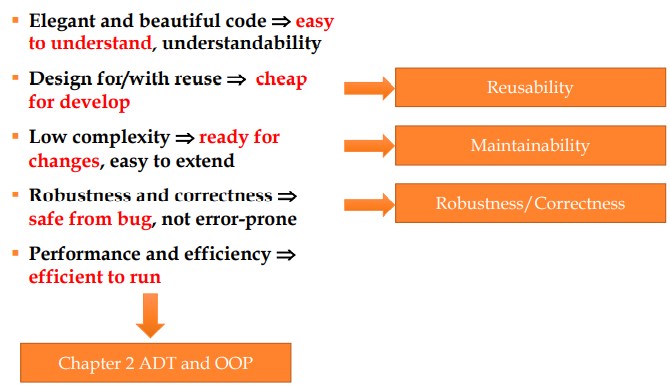 ▪ Elegant and beautiful code ⇒ easy
to understand, understandability
▪ Design for/with reuse ⇒ cheap
for develop
Reusability
▪ Low complexity ⇒ ready for
changes, easy to extend
Maintainability
▪ Robustness and correctness ⇒
safe from bug, not error-prone
Robustness/Correctness
▪ Performance and efficiency ⇒
efficient to run
Chapter 2 ADT and OOP